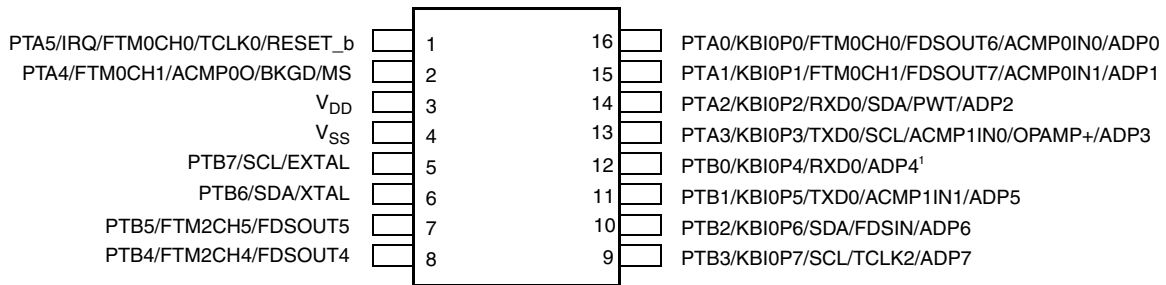 PTA5/IRQ/FTM0CH0/TCLK0/RESET_b 1 16 PTA0/KBI0P0/FTM0CH0/FDSOUT6/ACMP0IN0/ADP0
PTA4/FTM0CH1/ACMP0O/BKGD/MS 2 15 PTA1/KBI0P1/FTM0CH1/FDSOUT7/ACMP0IN1/ADP1
VDD 3 14 PTA2/KBI0P2/RXD0/SDA/PWT/ADP2
VSS 4 13 PTA3/KBI0P3/TXD0/SCL/ACMP1IN0/OPAMP+/ADP3
PTB7/SCL/EXTAL 5 12 PTB0/KBI0P4/RXD0/ADP4¹
PTB6/SDA/XTAL 6 11 PTB1/KBI0P5/TXD0/ACMP1IN1/ADP5
PTB5/FTM2CH5/FDSOUT5 7 10 PTB2/KBI0P6/SDA/FDSIN/ADP6
PTB4/FTM2CH4/FDSOUT4 8 9 PTB3/KBI0P7/SCL/TCLK2/ADP7